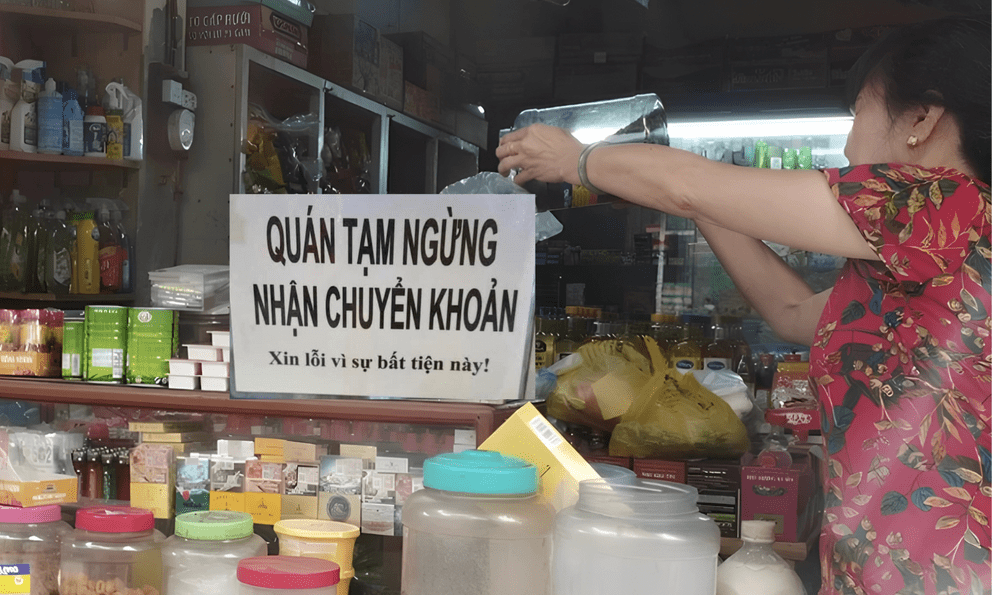 QUÁN TẠM NGỪNG
NHẬN CHUYỂN KHOẢN
Xin lỗi vì sự bất tiện này!